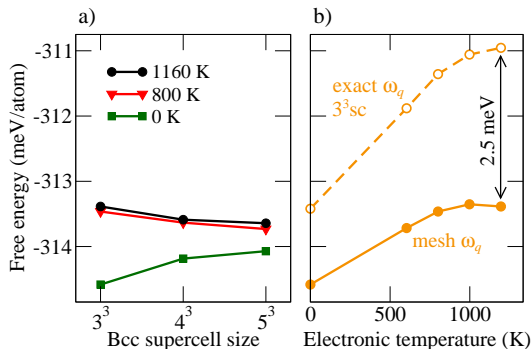 a)
b)
Free energy (meV/atom)
-311
-312
-313
-314
1160 K
800 K
0 K
3³
4³
5³
Bcc supercell size
exact ω_q
3³sc
2.5 meV
mesh ω_q
0
500
1000
Electronic temperature (K)